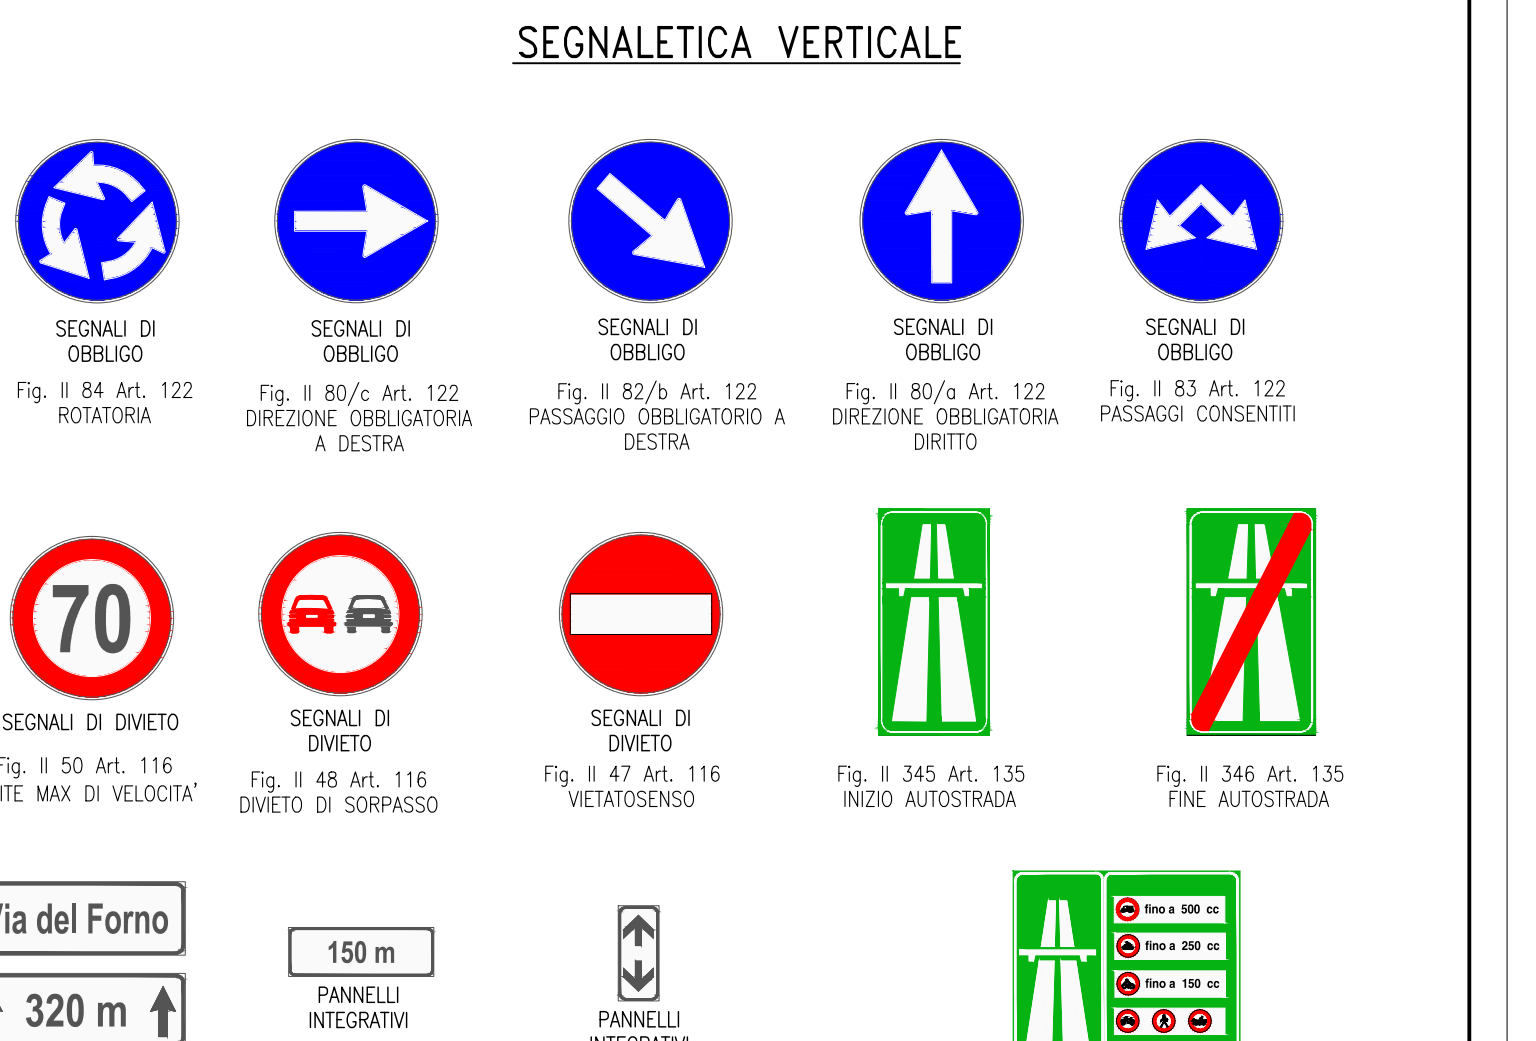 SEGNALETICA VERTICALE
SEGNALI DI
OBBLIGO
Fig. II 84 Art. 122
ROTATORIA
SEGNALI DI
OBBLIGO
Fig. II 80/c Art. 122
DIREZIONE OBBLIGATORIA
A DESTRA
SEGNALI DI
OBBLIGO
Fig. II 82/b Art. 122
PASSAGGIO OBBLIGATORIO A
DESTRA
SEGNALI DI
OBBLIGO
Fig. II 80/a Art. 122
DIREZIONE OBBLIGATORIA
DIRITTO
SEGNALI DI
OBBLIGO
Fig. II 83 Art. 122
PASSAGGI CONSENTITI
70
SEGNALI DI DIVIETO
Fig. II 50 Art. 116
MAX DI VELOCITA'
SEGNALI DI
DIVIETO
Fig. II 48 Art. 116
DIVIETO DI SORPASSO
SEGNALI DI
DIVIETO
Fig. II 47 Art. 116
VIETATOSENSO
Fig. II 345 Art. 135
INIZIO AUTOSTRADA
Fig. II 346 Art. 135
FINE AUTOSTRADA
Via del Forno
320 m
150 m
PANNELLI
INTEGRATIVI
PANNELLI
INTEGRATIVI
fino a 500 cc
fino a 250 cc
fino a 150 cc